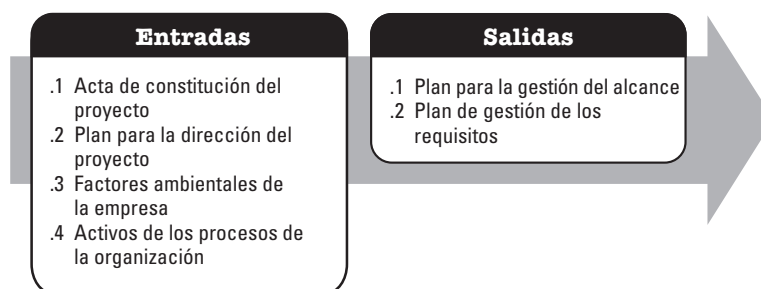 Entradas
.1 Acta de constitución del
proyecto
.2 Plan para la dirección del
proyecto
.3 Factores ambientales de
la empresa
.4 Activos de los procesos de
la organización
Salidas
.1 Plan para la gestión del alcance
.2 Plan de gestión de los
requisitos